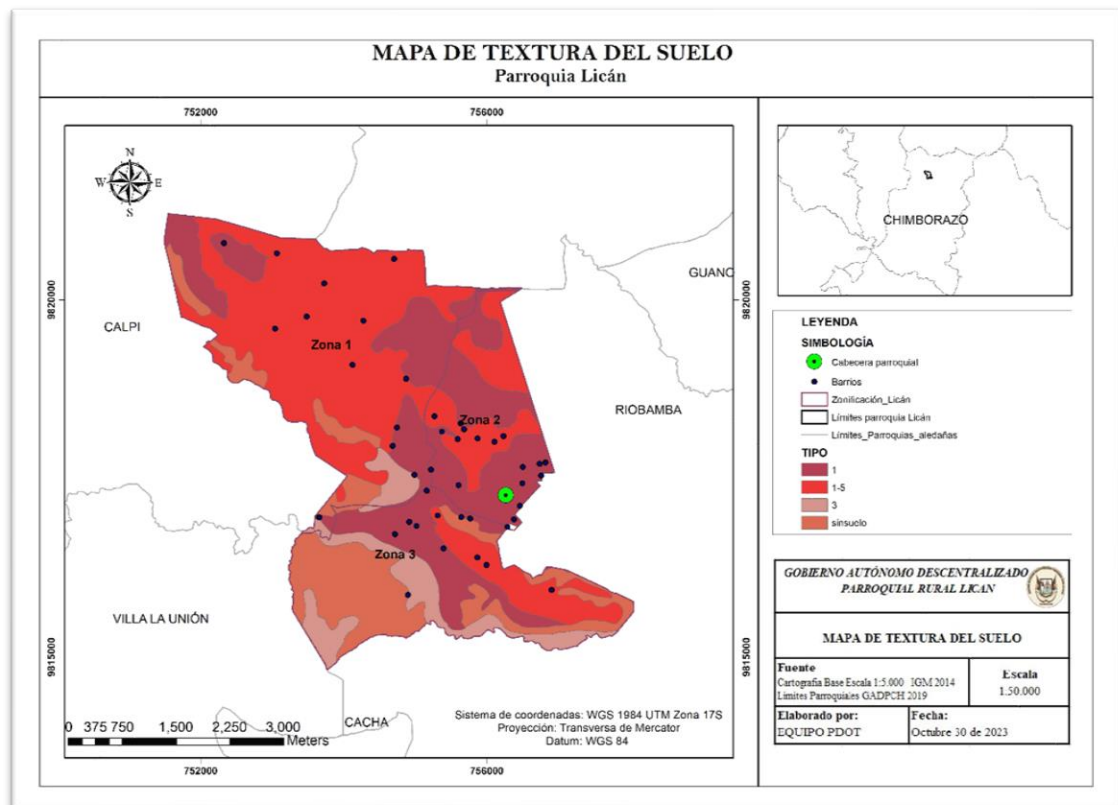 MAPA DE TEXTURA DEL SUELO
Parroquia Licán
752000
756000
N
W
E
S
9820000
9820000
GUANO
CALPI
Zona 1
RIOBAMBA
Zona 2
Zona 3
VILLA LA UNIÓN
9815000
9815000
CACHA
0 375 750 1,500 2,250 3,000
Meters
Sistema de coordenadas: WGS 1984 UTM Zona 17S
Proyección: Transversa de Mercator
Datum: WGS 84
752000
756000
CHIMBORAZO
LEYENDA
SIMBOLOGÍA
Cabecera parroquial
Barrios
Zonificación_Licán
Límites parroquia Licán
Límites_Parroquias_aledañas
TIPO
1
1-5
3
sinsuelo
GOBIERNO AUTÓNOMO DESCENTRALIZADO
PARROQUIAL RURAL LICAN
MAPA DE TEXTURA DEL SUELO
Fuente
Cartografía Base Escala 1:5.000 IGM 2014
Límites Parroquiales GADPCH 2019
Escala
1:50.000
Elaborado por:
EQUIPO PDOT
Fecha:
Octubre 30 de 2023